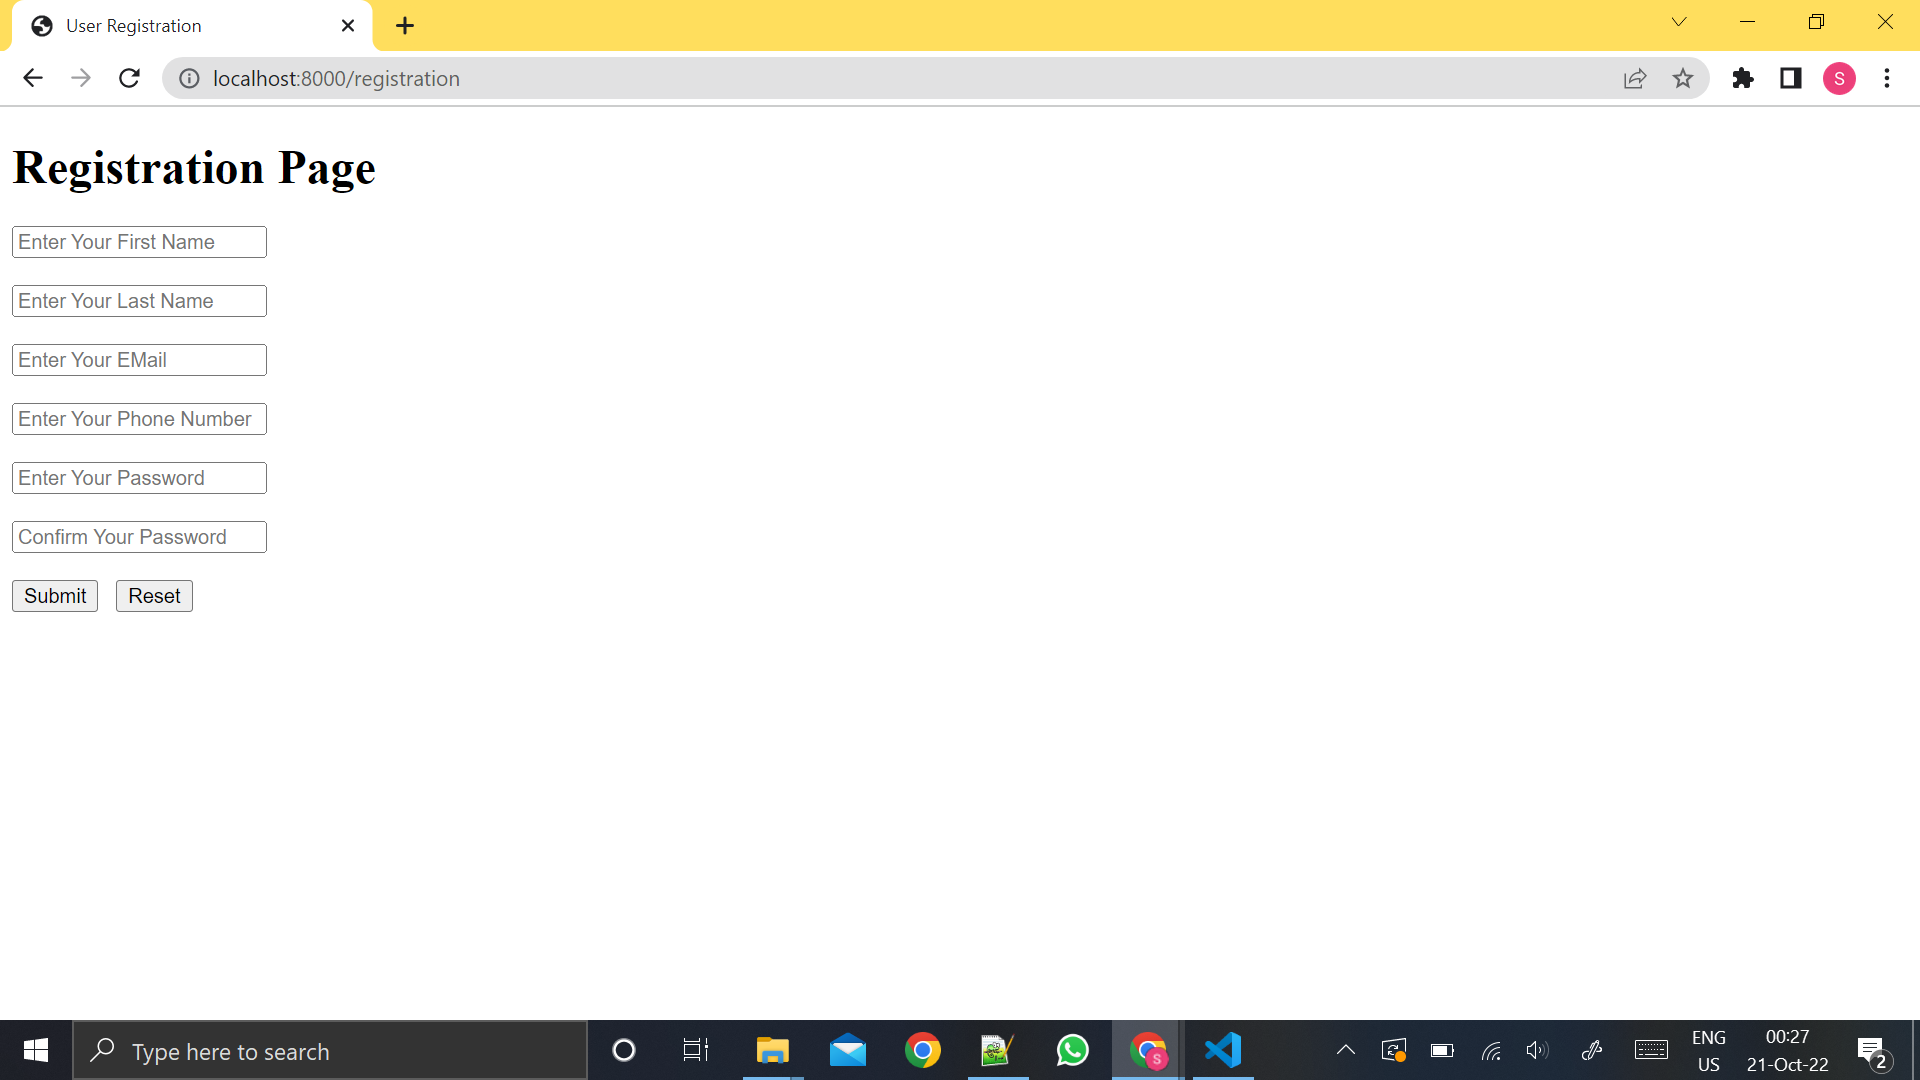 User Registration
localhost:8000/registration
S
Registration Page
Enter Your First Name
Enter Your Last Name
Enter Your EMail
Enter Your Phone Number
Enter Your Password
Confirm Your Password
Submit Reset
Type here to search
S
ENG
US
00:27
21-Oct-22
2